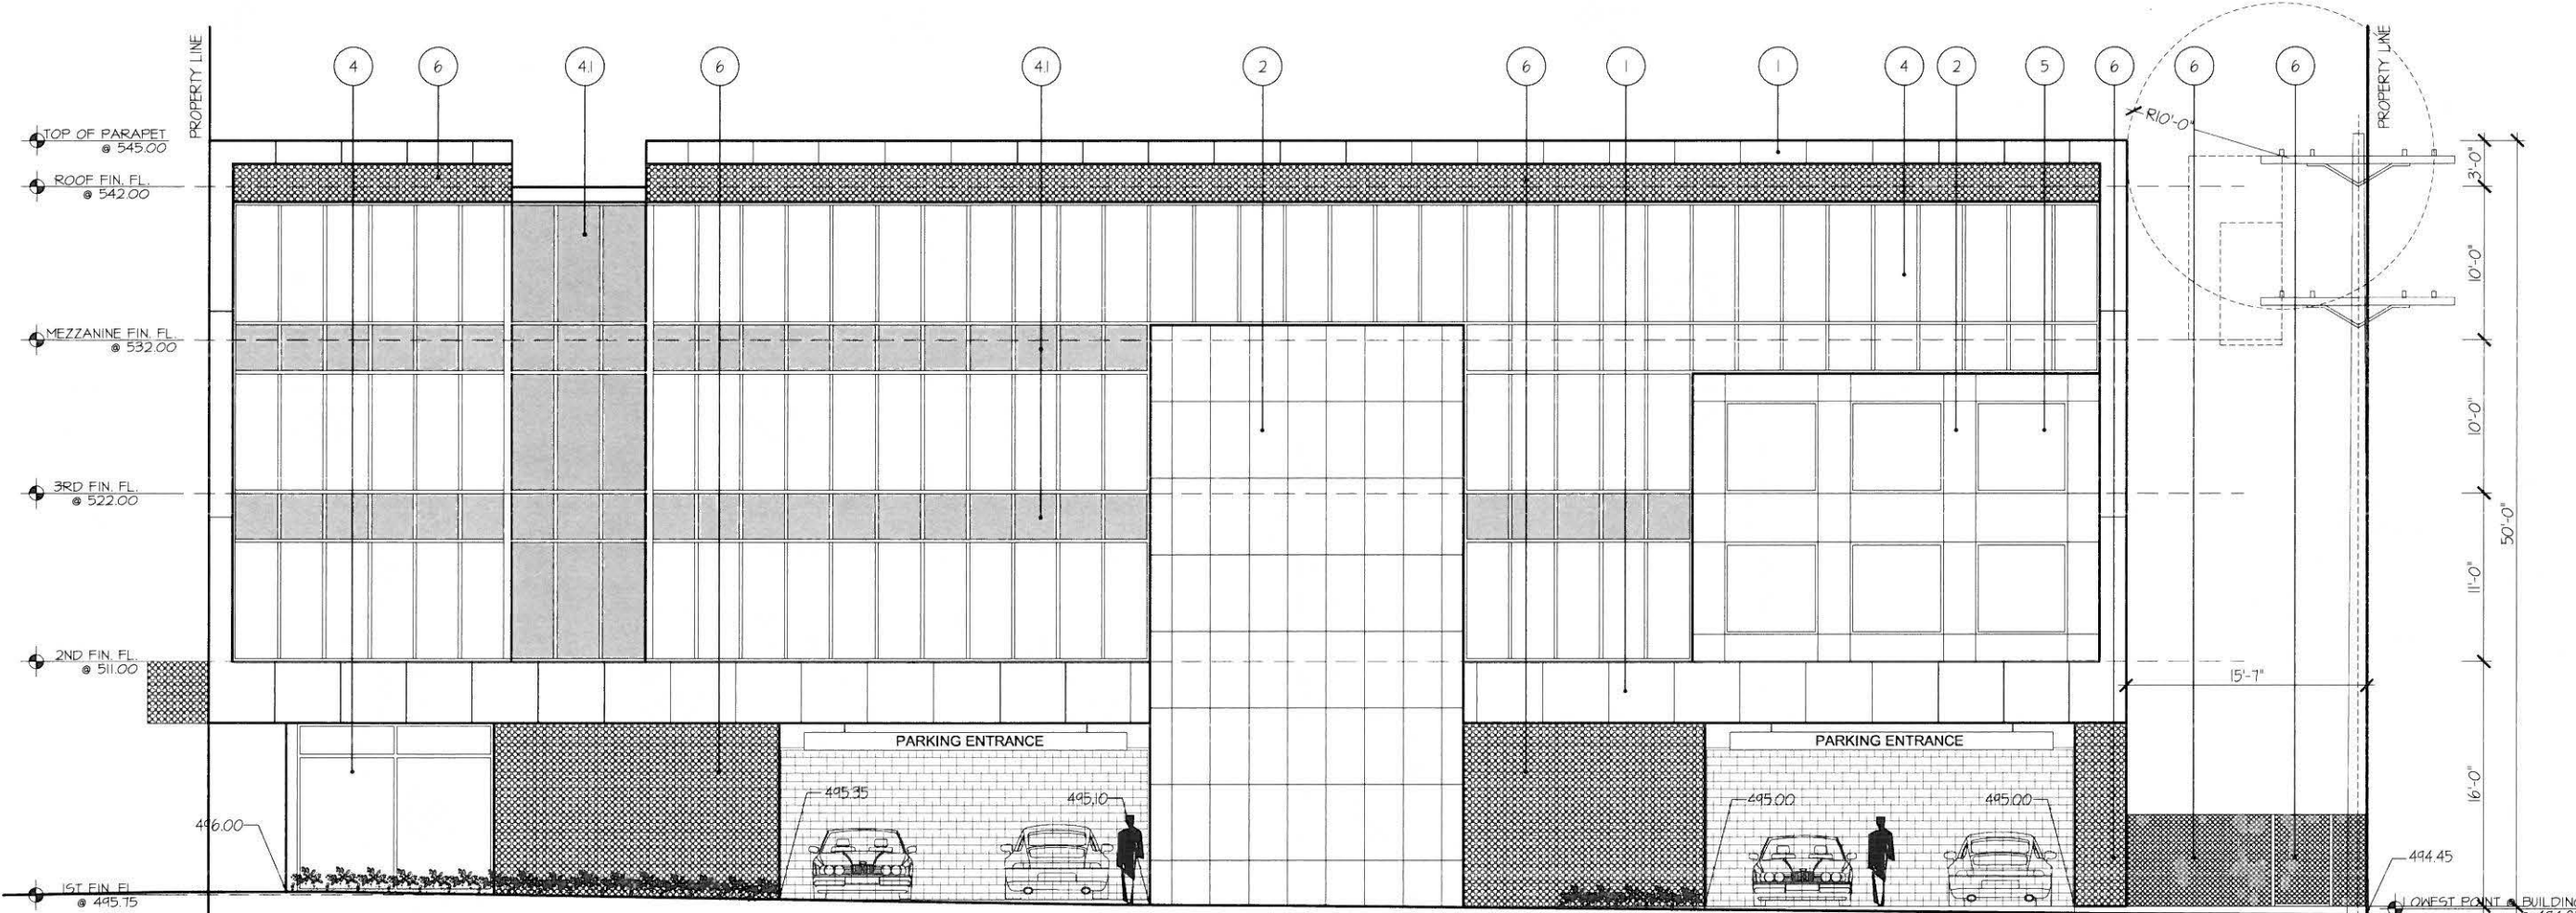 PROPERTY LINE
4
6
4.1
6
4.1
2
6
1
1
4
2
5
6
6
6
PROPERTY LINE
R10'-0"
TOP OF PARAPET
@ 545.00
ROOF FIN. FL.
@ 542.00
MEZZANINE FIN. FL.
@ 532.00
3RD FIN. FL.
@ 522.00
2ND FIN. FL.
@ 511.00
1ST FIN. FL.
@ 495.75
3'-0"
10'-0"
10'-0"
11'-0"
16'-0"
50'-0"
15'-7"
PARKING ENTRANCE
PARKING ENTRANCE
496.00
495.35
495.10
495.00
495.00
494.45
LOWEST POINT @